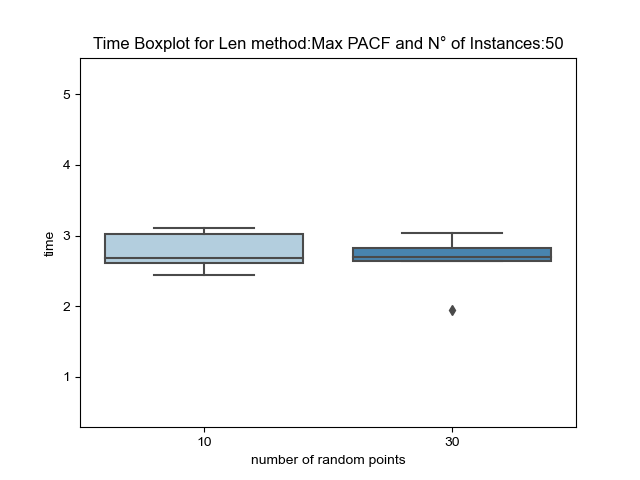 Time Boxplot for Len method:Max PACF and N° of Instances:50
5
4
3
2
1
time
10 30
number of random points